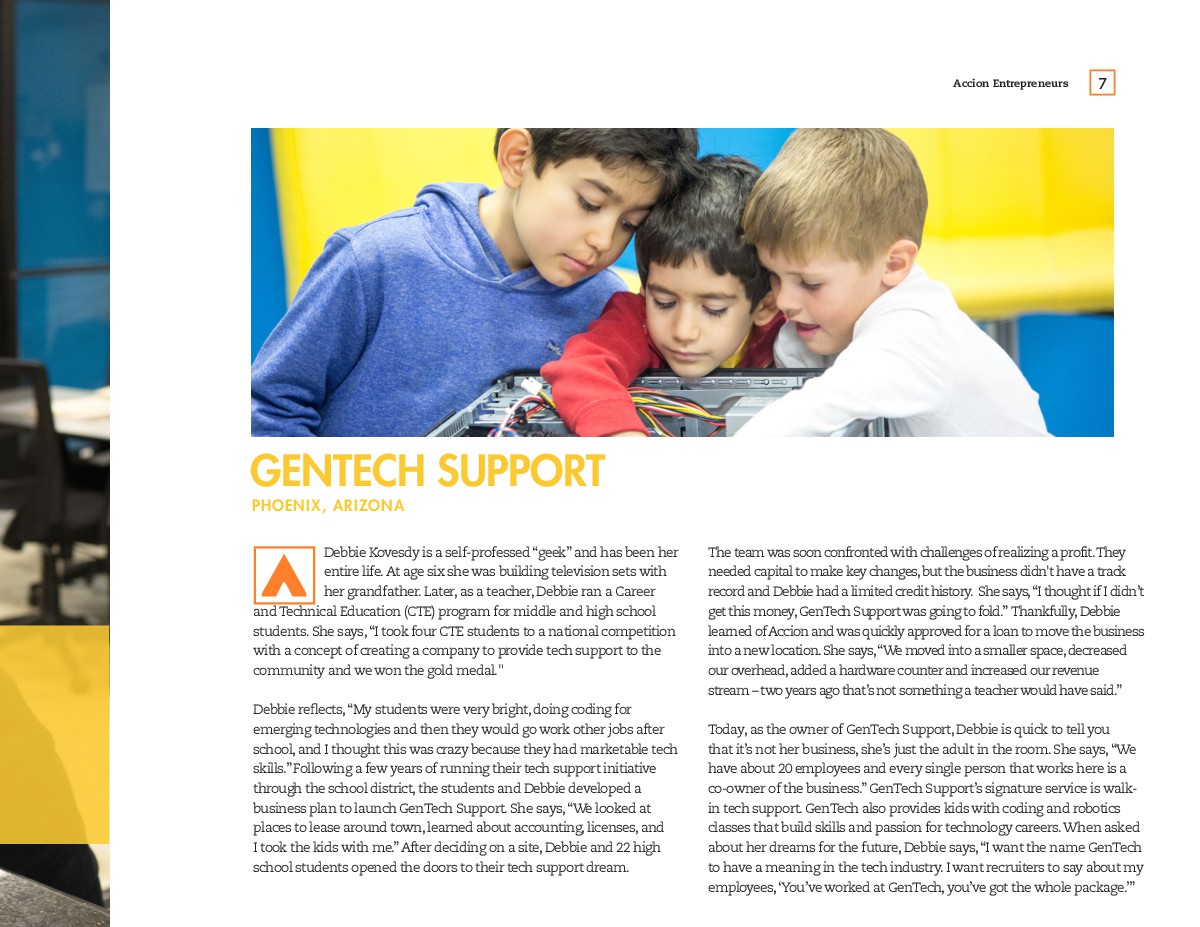 Accion Entrepreneurs 7
GENTECH SUPPORT
PHOENIX, ARIZONA
Debbie Kovesdy is a self-professed “geek” and has been her
entire life. At age six she was building television sets with
her grandfather. Later, as a teacher, Debbie ran a Career
and Technical Education (CTE) program for middle and high school
students. She says, “I took four CTE students to a national competition
with a concept of creating a company to provide tech support to the
community and we won the gold medal."
Debbie reflects, “My students were very bright, doing coding for
emerging technologies and then they would go work other jobs after
school, and I thought this was crazy because they had marketable tech
skills.” Following a few years of running their tech support initiative
through the school district, the students and Debbie developed a
business plan to launch GenTech Support. She says, “We looked at
places to lease around town, learned about accounting, licenses, and
I took the kids with me.” After deciding on a site, Debbie and 22 high
school students opened the doors to their tech support dream.
The team was soon confronted with challenges of realizing a profit. They
needed capital to make key changes, but the business didn't have a track
record and Debbie had a limited credit history. She says, “I thought if I didn’t
get this money, GenTech Support was going to fold.” Thankfully, Debbie
learned of Accion and was quickly approved for a loan to move the business
into a new location. She says, “We moved into a smaller space, decreased
our overhead, added a hardware counter and increased our revenue
stream – two years ago that’s not something a teacher would have said.”
Today, as the owner of GenTech Support, Debbie is quick to tell you
that it’s not her business, she’s just the adult in the room. She says, “We
have about 20 employees and every single person that works here is a
co-owner of the business.” GenTech Support’s signature service is walk-
in tech support. GenTech also provides kids with coding and robotics
classes that build skills and passion for technology careers. When asked
about her dreams for the future, Debbie says, “I want the name GenTech
to have a meaning in the tech industry. I want recruiters to say about my
employees, ‘You’ve worked at GenTech, you’ve got the whole package.’”